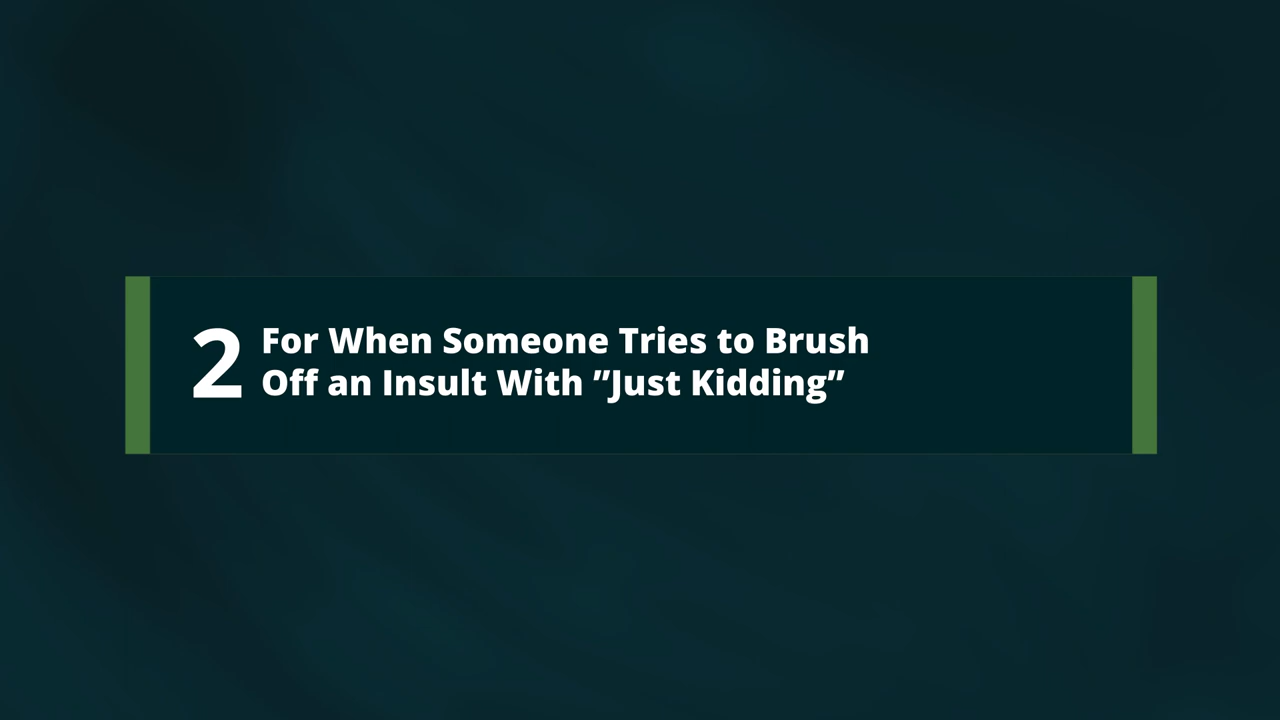 2
For When Someone Tries to Brush
Off an Insult With ”Just Kidding”